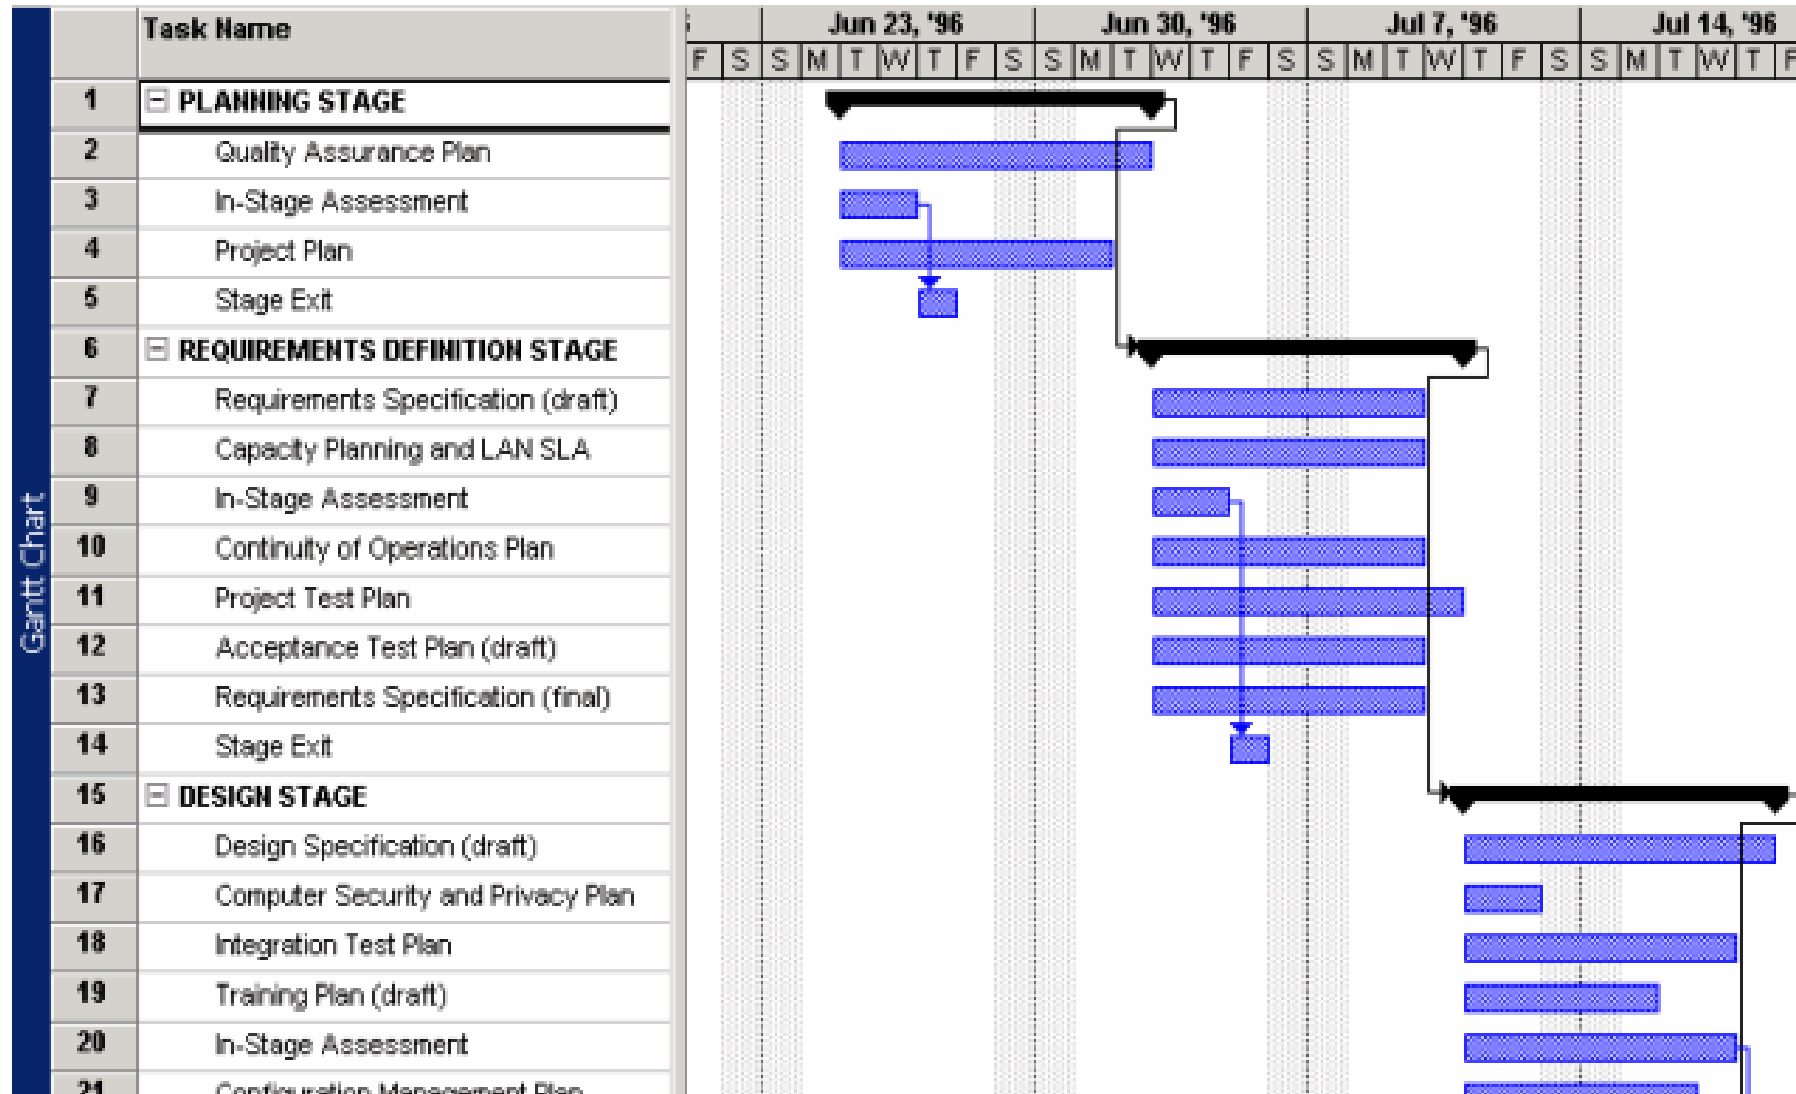 Gantt Chart
Task Name
Jun 23, '96 Jun 30, '96 Jul 7, '96 Jul 14, '96
F S S M T W T F S S M T W T F S S M T W T F S S M T W T F
1 PLANNING STAGE
2 Quality Assurance Plan
3 In-Stage Assessment
4 Project Plan
5 Stage Exit
6 REQUIREMENTS DEFINITION STAGE
7 Requirements Specification (draft)
8 Capacity Planning and LAN SLA
9 In-Stage Assessment
10 Continuity of Operations Plan
11 Project Test Plan
12 Acceptance Test Plan (draft)
13 Requirements Specification (final)
14 Stage Exit
15 DESIGN STAGE
16 Design Specification (draft)
17 Computer Security and Privacy Plan
18 Integration Test Plan
19 Training Plan (draft)
20 In-Stage Assessment
21 Configuration Management Plan